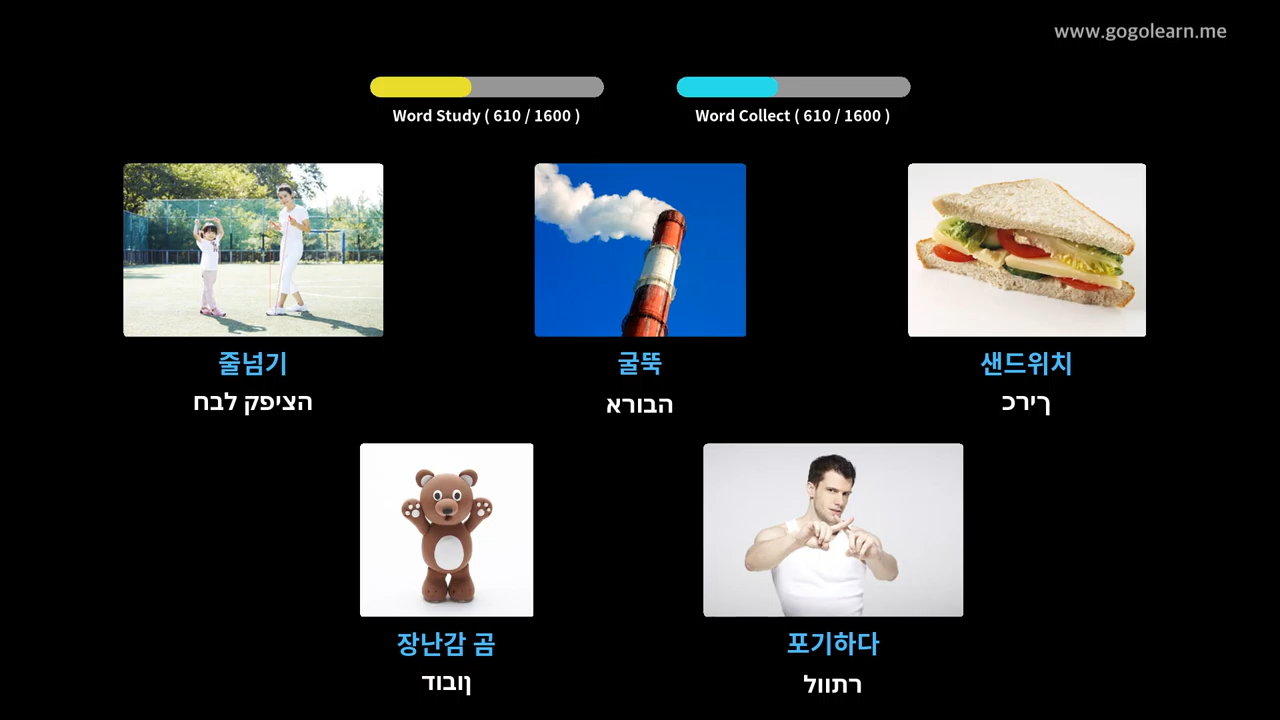 www.gogolearn.me
Word Study ( 610 / 1600 )
Word Collect ( 610 / 1600 )
줄넘기
הציפק לבח
굴뚝
הבורא
샌드위치
ךירכ
장난감 곰
ןובוד
포기하다
רתוול